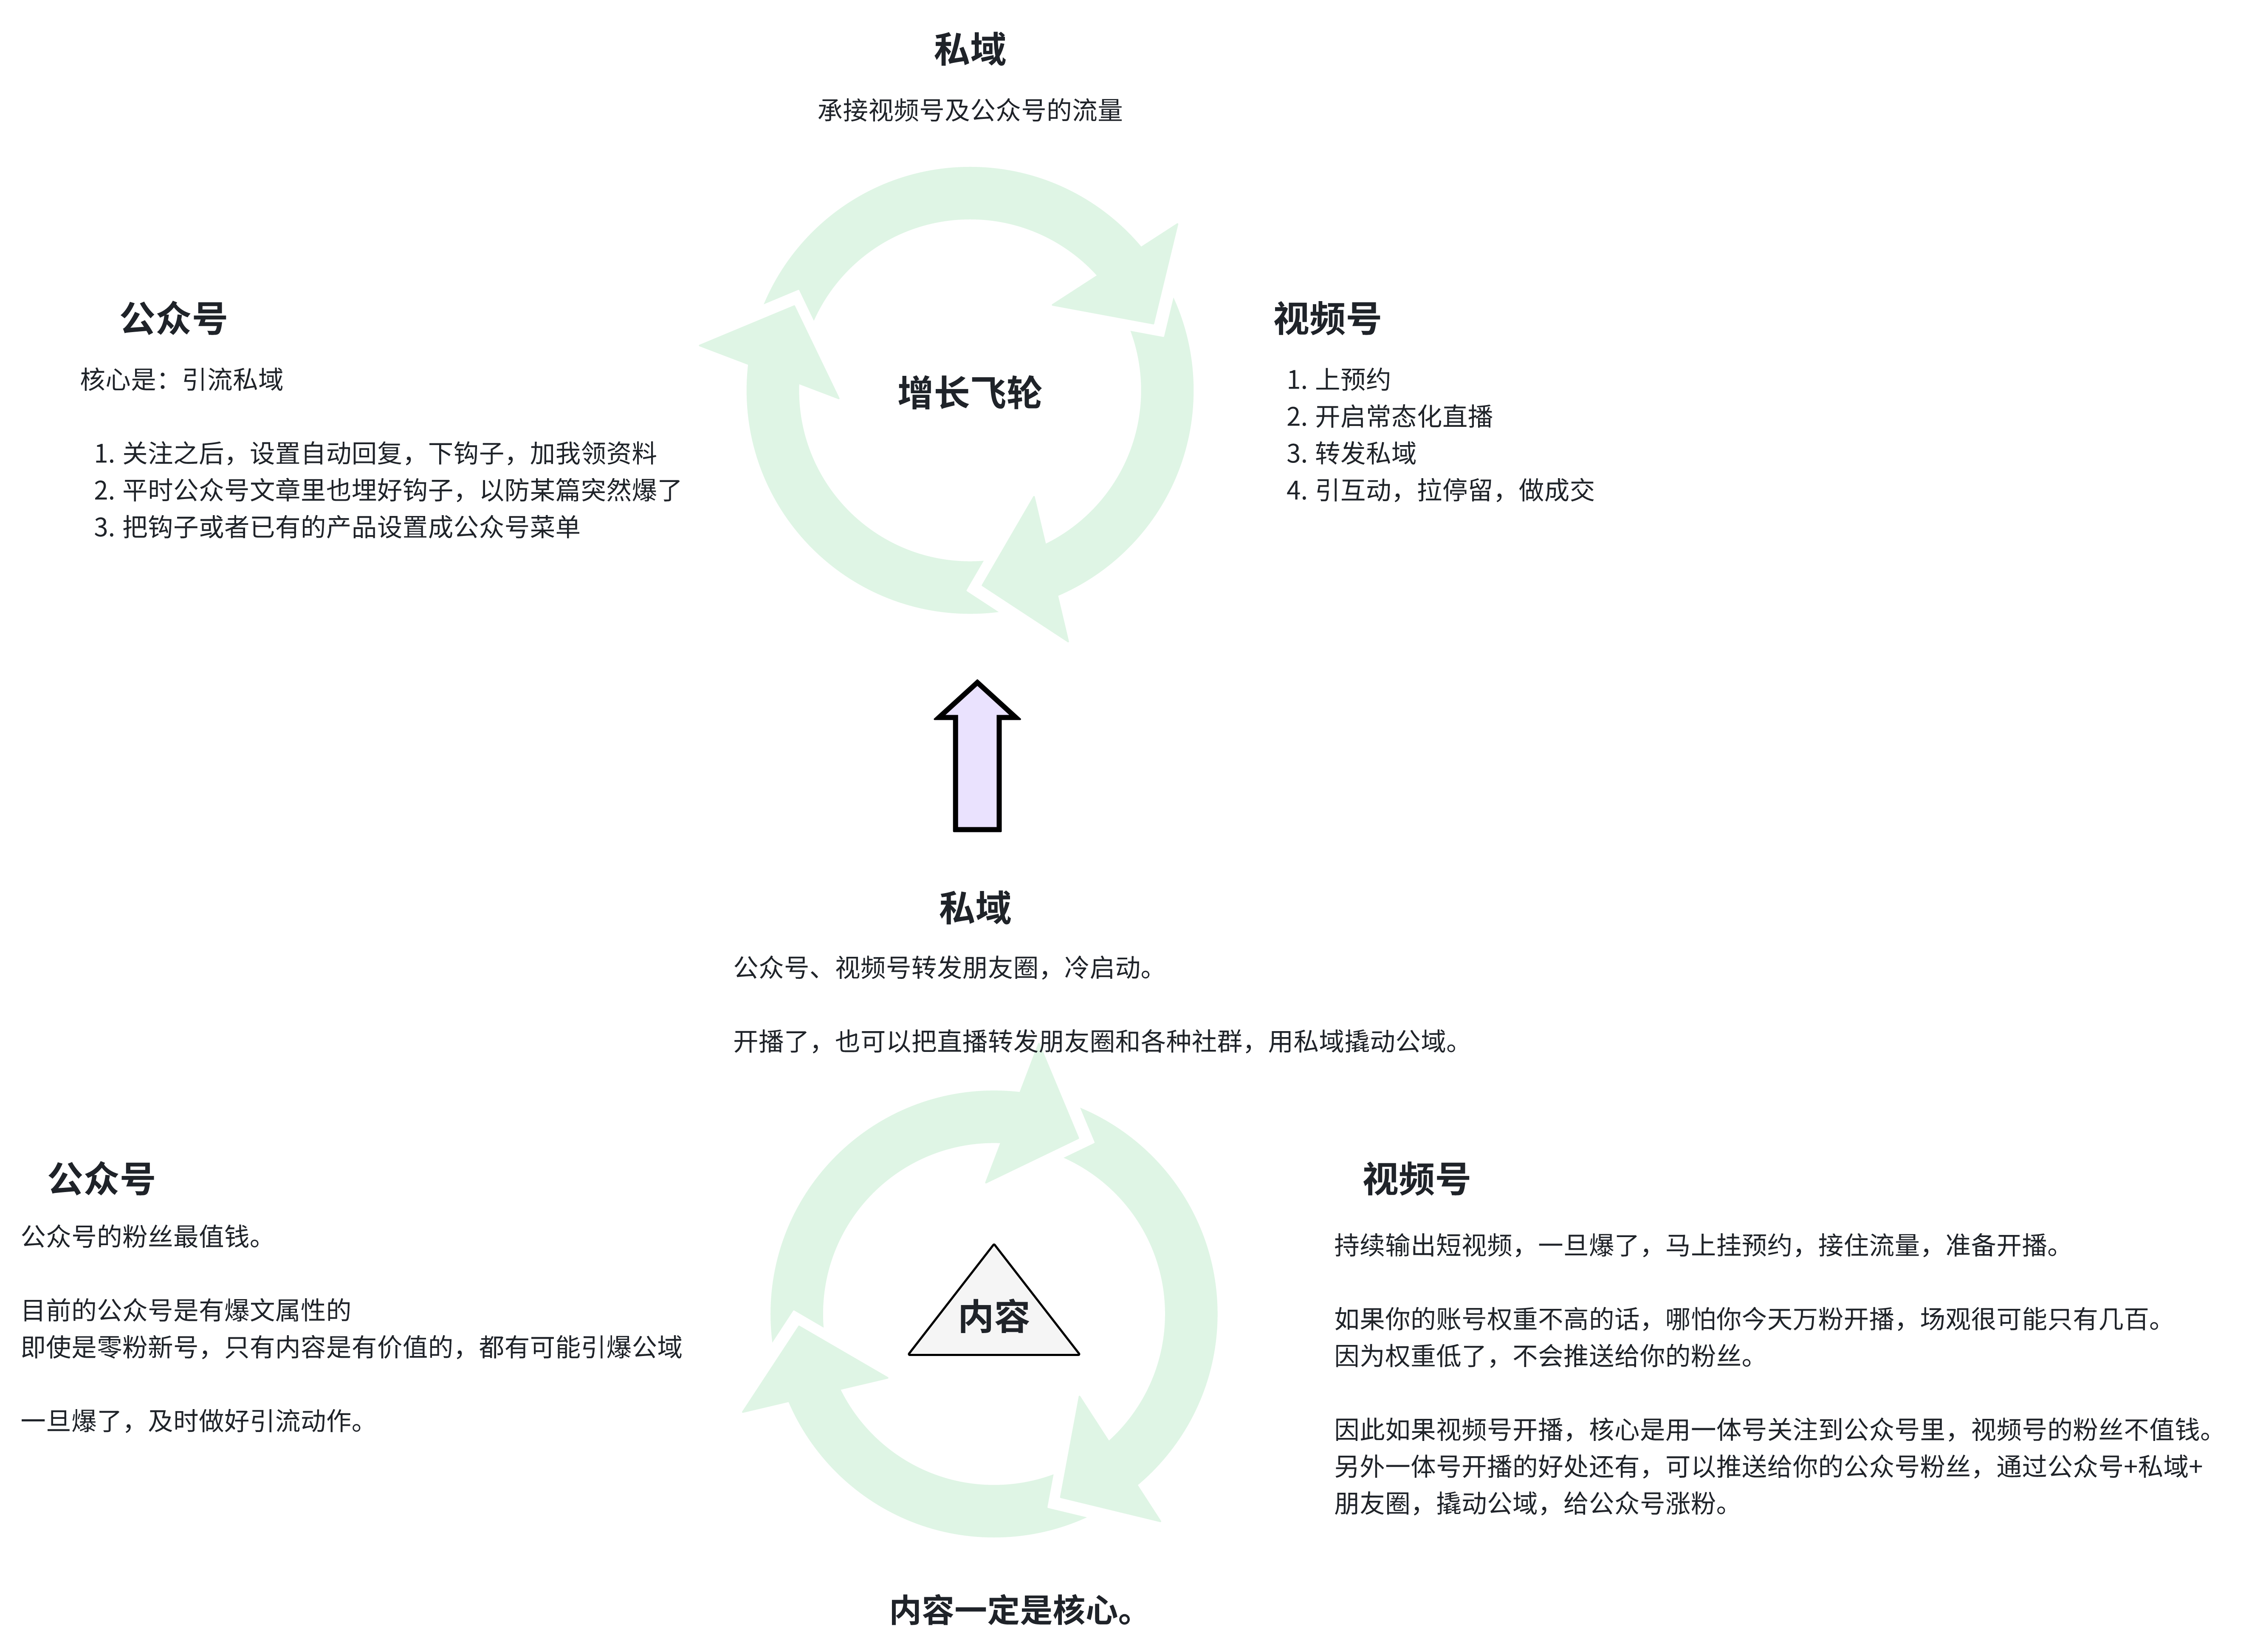 私域
承接视频号及公众号的流量
公众号
核心是：引流私域
1. 关注之后，设置自动回复，下钩子，加我领资料
2. 平时公众号文章里也埋好钩子，以防某篇突然爆了
3. 把钩子或者已有的产品设置成公众号菜单
增长飞轮
视频号
1. 上预约
2. 开启常态化直播
3. 转发私域
4. 引互动，拉停留，做成交
私域
公众号、视频号转发朋友圈，冷启动。
开播了，也可以把直播转发朋友圈和各种社群，用私域撬动公域。
公众号
公众号的粉丝最值钱。
目前的公众号是有爆文属性的
即使是零粉新号，只有内容是有价值的，都有可能引爆公域
一旦爆了，及时做好引流动作。
内容
视频号
持续输出短视频，一旦爆了，马上挂预约，接住流量，准备开播。
如果你的账号权重不高的话，哪怕你今天万粉开播，场观很可能只有几百。
因为权重低了，不会推送给你的粉丝。
因此如果视频号开播，核心是用一体号关注到公众号里，视频号的粉丝不值钱。
另外一体号开播的好处还有，可以推送给你的公众号粉丝，通过公众号+私域+
朋友圈，撬动公域，给公众号涨粉。
内容一定是核心。